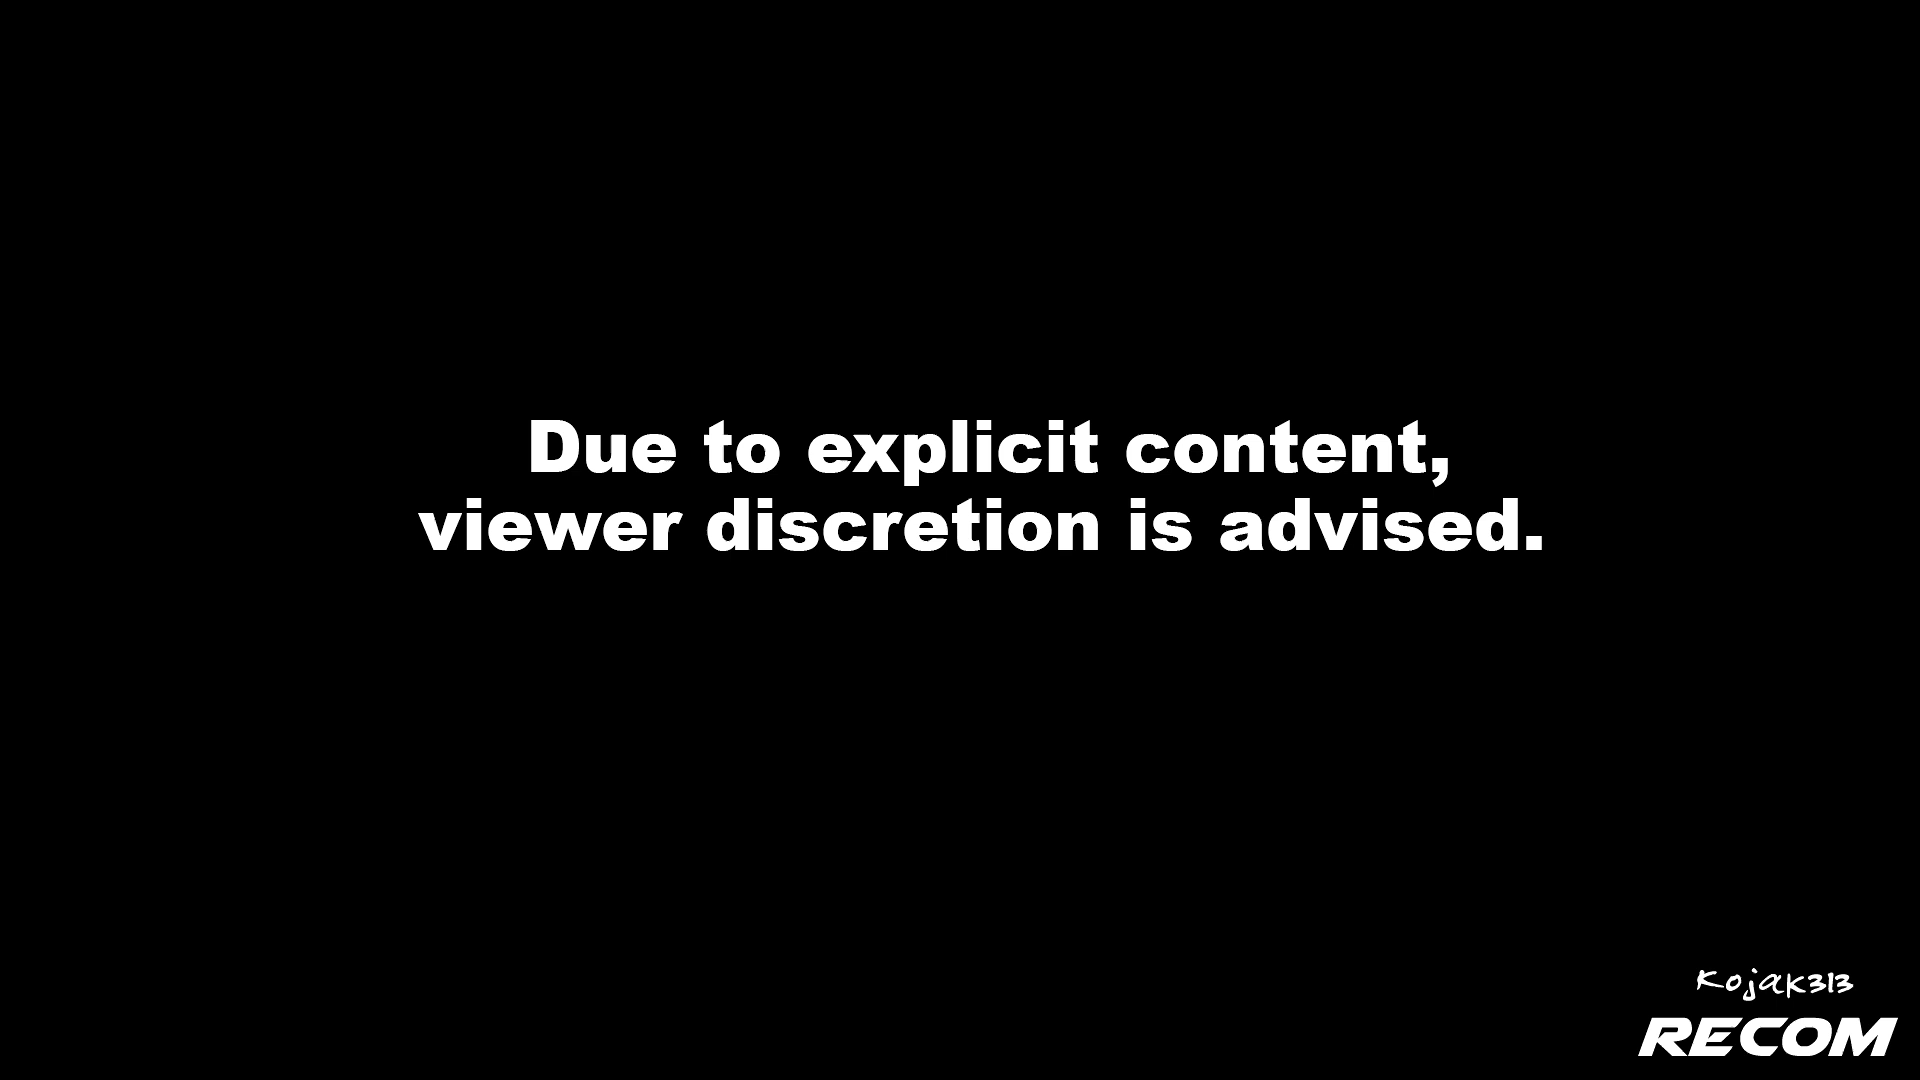 Due to explicit content,
viewer discretion is advised.
Kojak313
RECOM